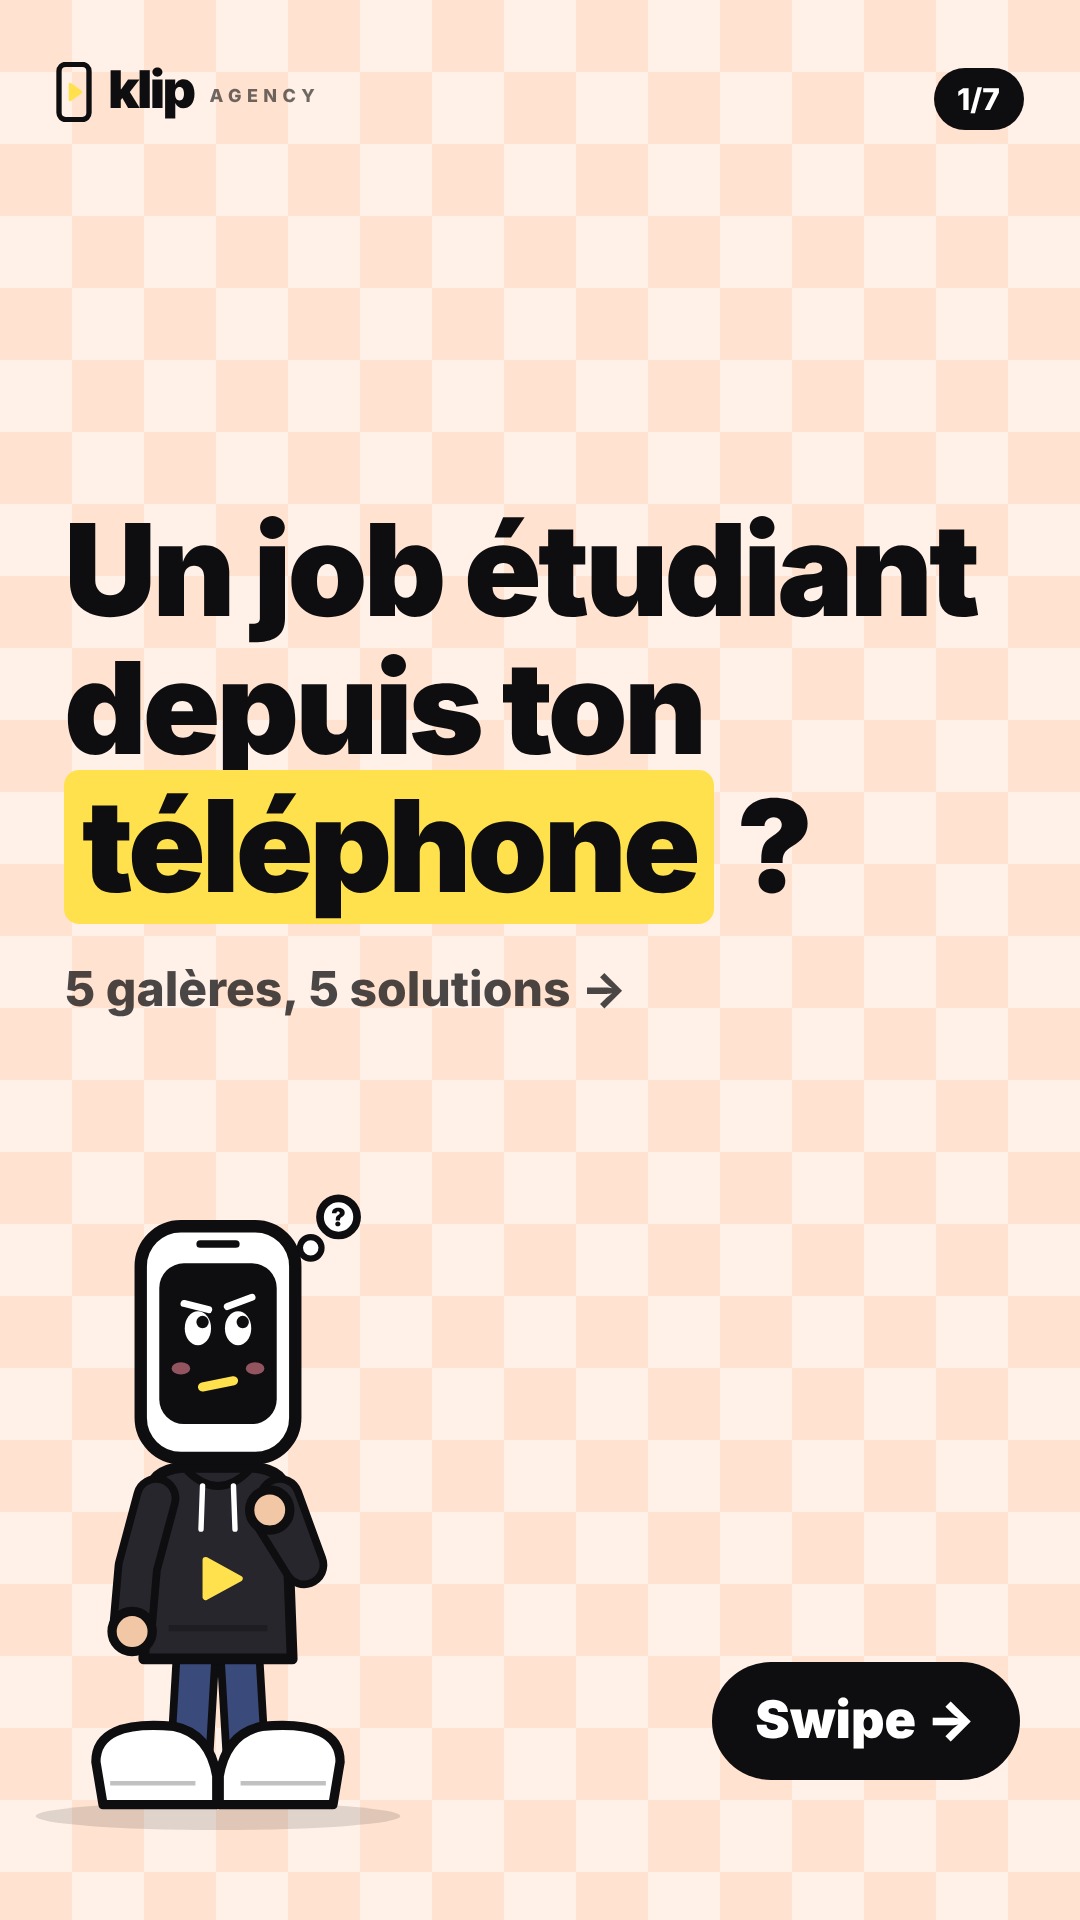 klip AGENCY
1/7
Un job étudiant
depuis ton
téléphone ?
5 galères, 5 solutions →
?
Swipe →